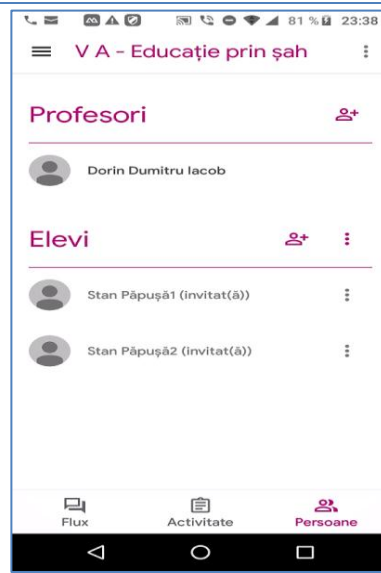 81 % 23:38
V A - Educație prin șah
Profesori
Dorin Dumitru Iacob
Elevi
Stan Păpușă1 (invitat(ă))
Stan Păpușă2 (invitat(ă))
Flux Activitate Persoane